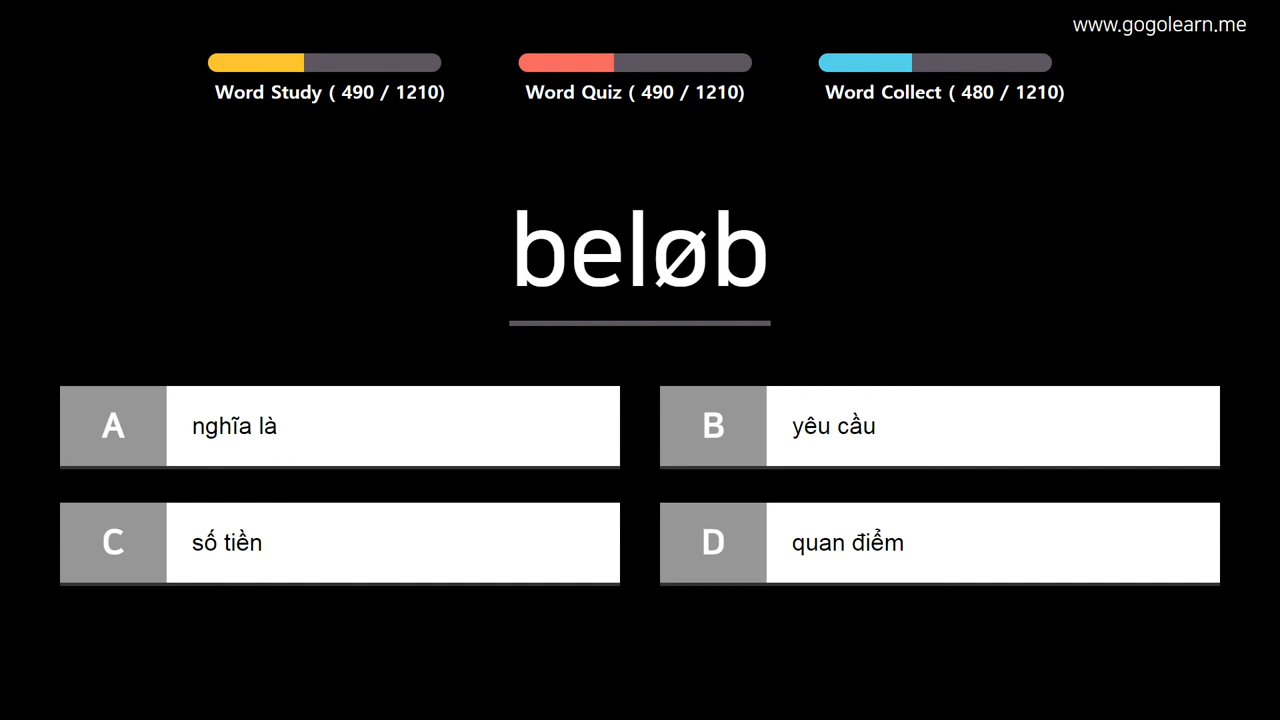 www.gogolearn.me
Word Study ( 490 / 1210)
Word Quiz ( 490 / 1210)
Word Collect ( 480 / 1210)
beløb
A
nghĩa là
B
yêu cầu
C
số tiền
D
quan điểm